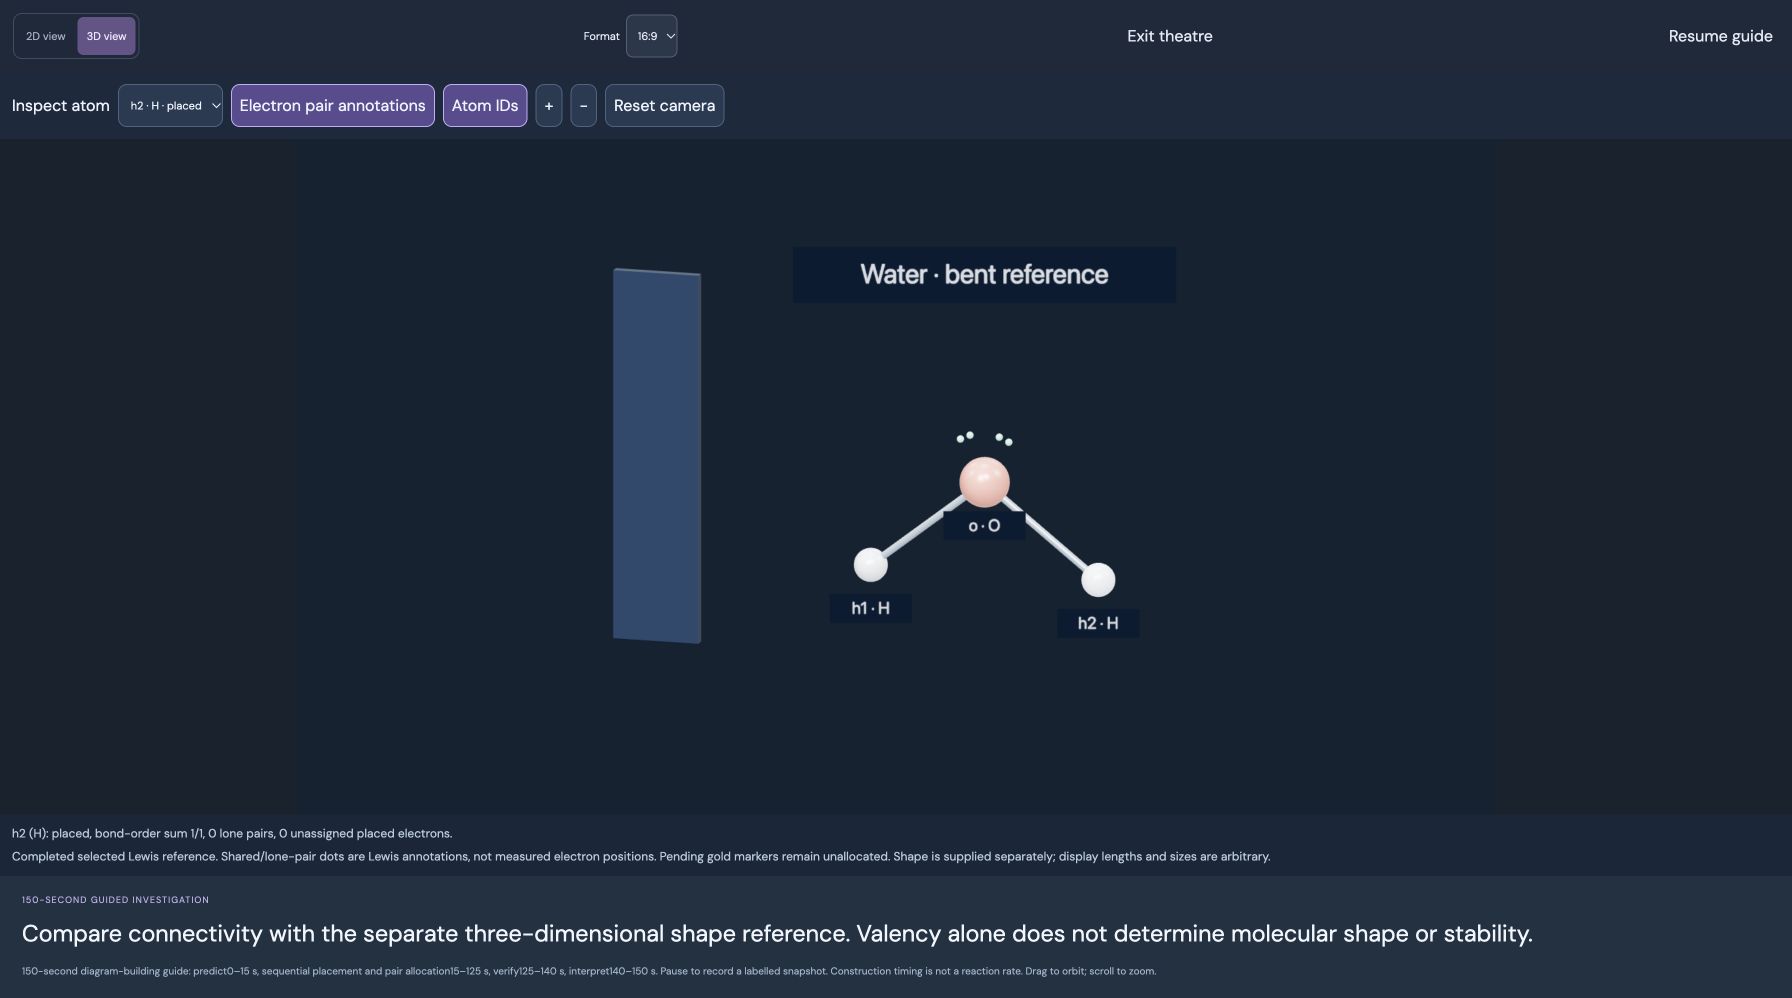 2D view 3D view Format 16:9 Exit theatre Resume guide
Inspect atom h2 · H · placed Electron pair annotations Atom IDs + - Reset camera
Water · bent reference
o · O
h1 · H
h2 · H
h2 (H): placed, bond-order sum 1/1, 0 lone pairs, 0 unassigned placed electrons.
Completed selected Lewis reference. Shared/lone-pair dots are Lewis annotations, not measured electron positions. Pending gold markers remain unallocated. Shape is supplied separately; display lengths and sizes are arbitrary.
150-SECOND GUIDED INVESTIGATION
Compare connectivity with the separate three-dimensional shape reference. Valency alone does not determine molecular shape or stability.
150-second diagram-building guide: predict0–15 s, sequential placement and pair allocation15–125 s, verify125–140 s, interpret140–150 s. Pause to record a labelled snapshot. Construction timing is not a reaction rate. Drag to orbit; scroll to zoom.